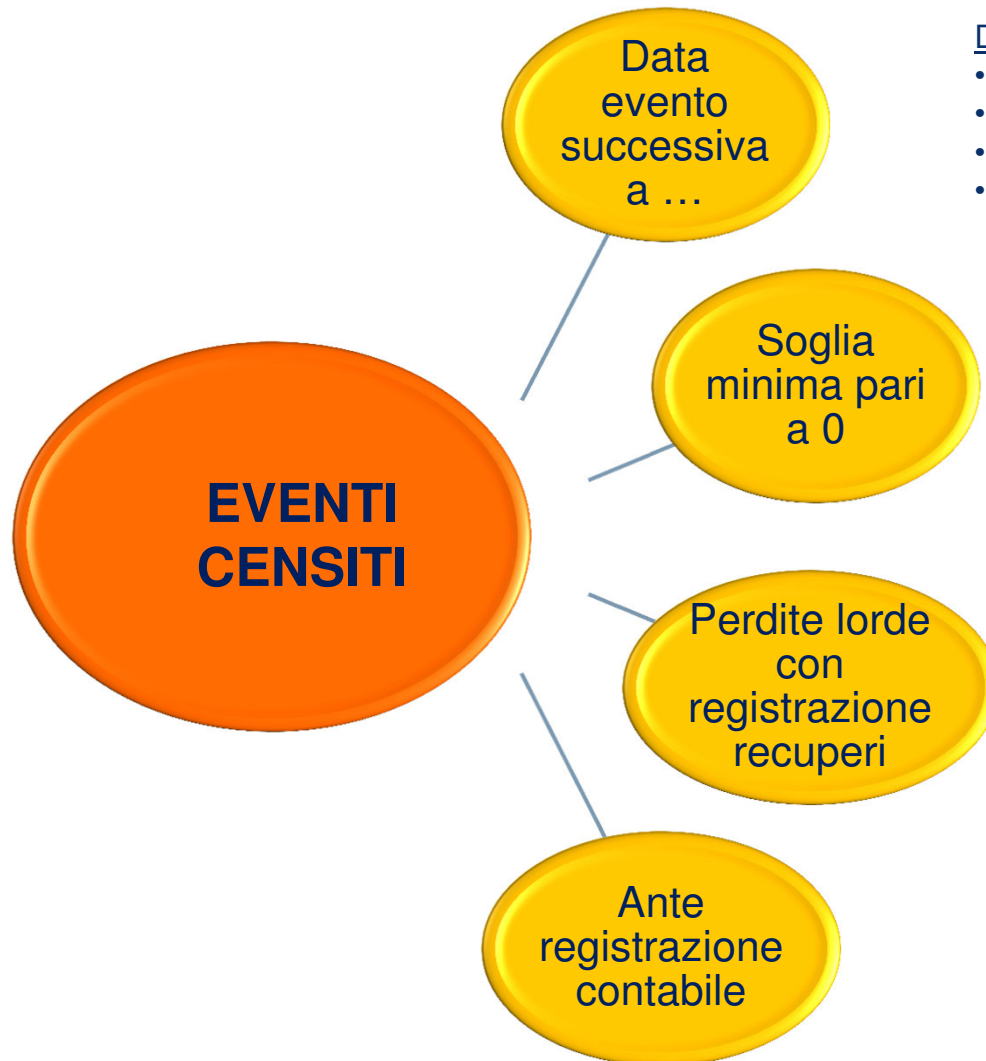 Data
evento
successiva
a …
D
•
•
•
•
Soglia
minima pari
a 0
EVENTI
CENSITI
Perdite lorde
con
registrazione
recuperi
Ante
registrazione
contabile